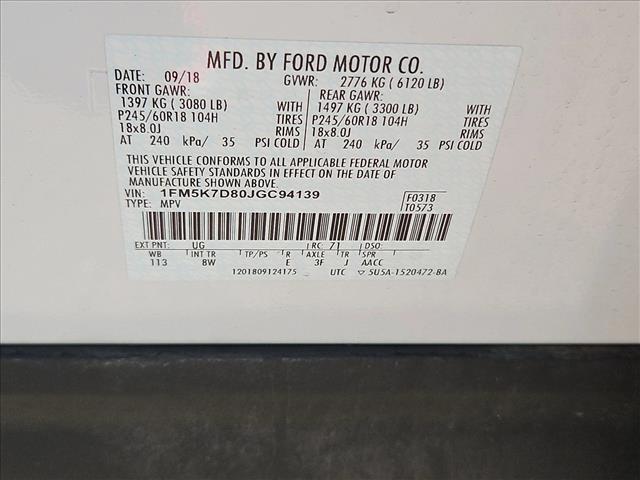 MFD. BY FORD MOTOR CO.
DATE: 09/18 GVWR: 2776 KG ( 6120 LB)
FRONT GAWR: REAR GAWR:
1397 KG ( 3080 LB) WITH 1497 KG ( 3300 LB) WITH
P245/60R18 104H TIRES P245/60R18 104H TIRES
18x8.0J RIMS 18x8.0J RIMS
AT 240 kPa/ 35 PSI COLD AT 240 kPa/ 35 PSI COLD
THIS VEHICLE CONFORMS TO ALL APPLICABLE FEDERAL MOTOR
VEHICLE SAFETY STANDARDS IN EFFECT ON THE DATE OF
MANUFACTURE SHOWN ABOVE.
VIN: 1FM5K7D80JGC94139 F0318
TYPE: MPV T0573
EXT PNT: UG RC: 71 DSO:
WB INT TR TP/PS R AXLE TR SPR
113 8W E 3F J AACC
1201809124175 UTC ▽ 5U5A-1520472-BA